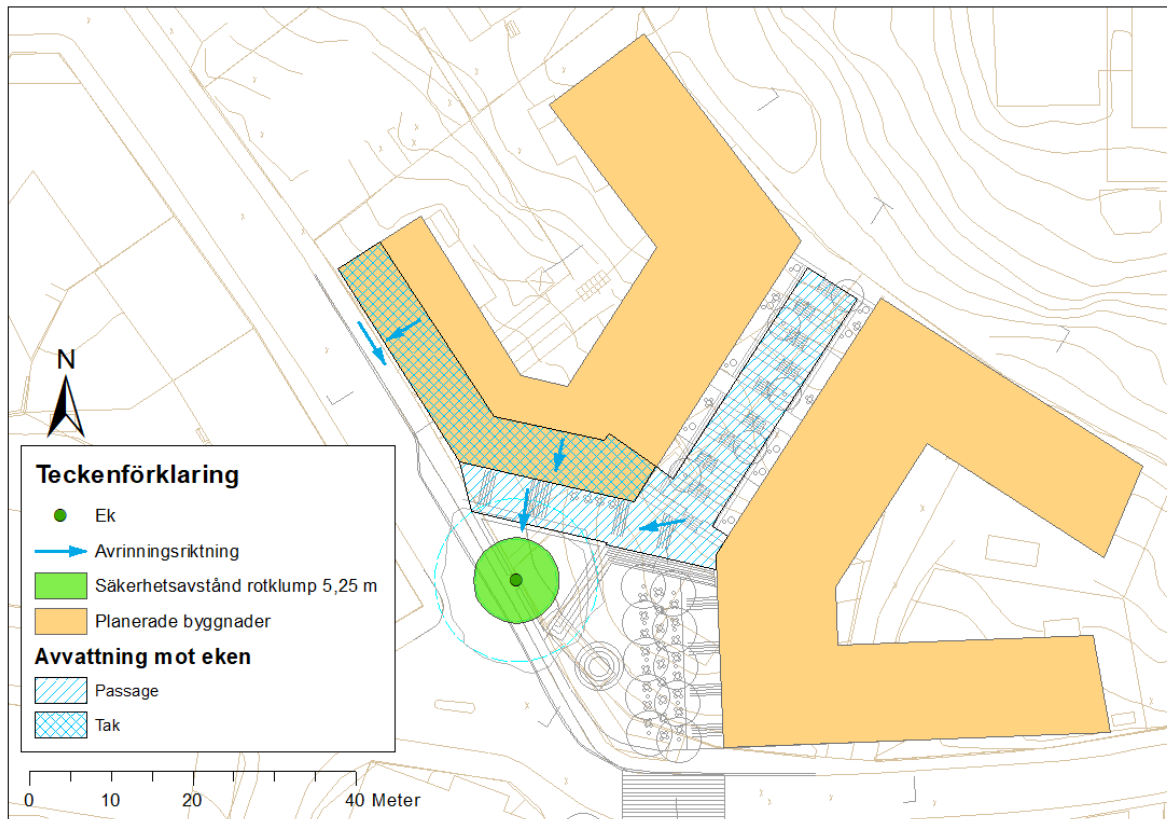 N
Teckenförklaring
Ek
Avrinningsriktning
Säkerhetsavstånd rotklump 5,25 m
Planerade byggnader
Avvattning mot eken
Passage
Tak
0 10 20 40 Meter